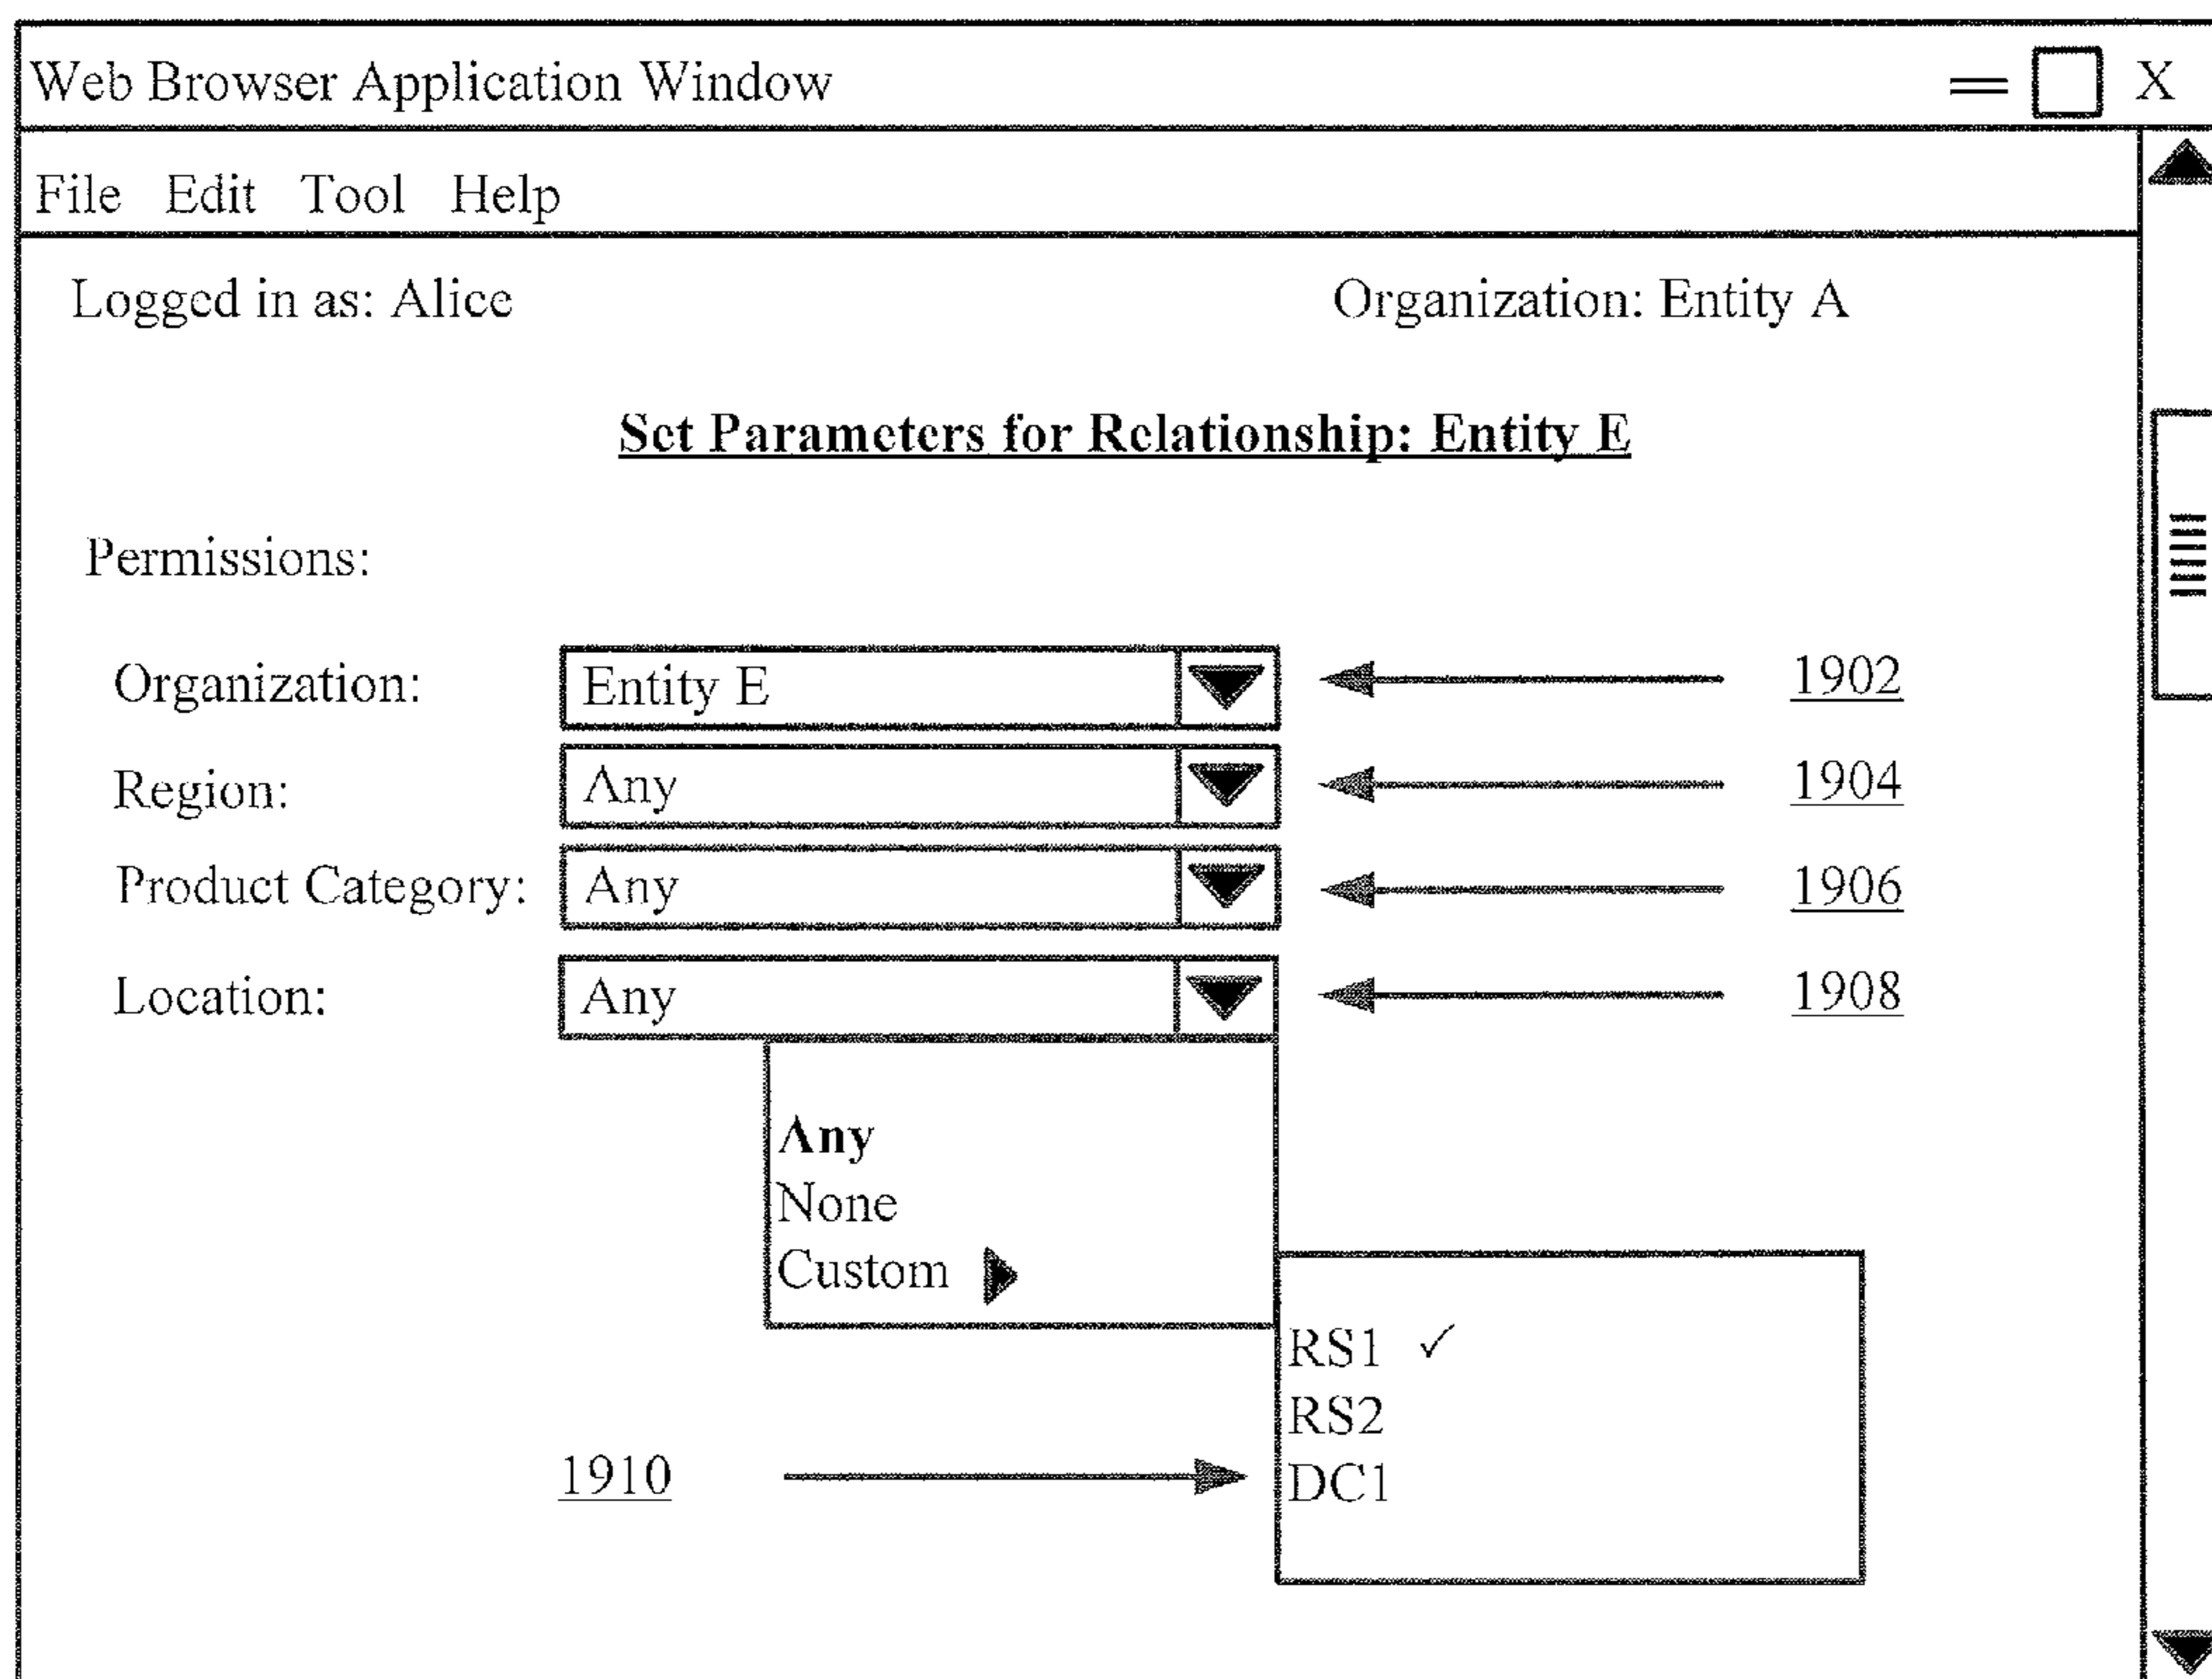 Web Browser Application Window X
File Edit Tool Help
Logged in as: Alice Organization: Entity A
Set Parameters for Relationship: Entity E
Permissions:
Organization: Entity E 1902
Region: Any 1904
Product Category: Any 1906
Location: Any 1908
Any
None
Custom
RS1 ✓
RS2
1910 DC1